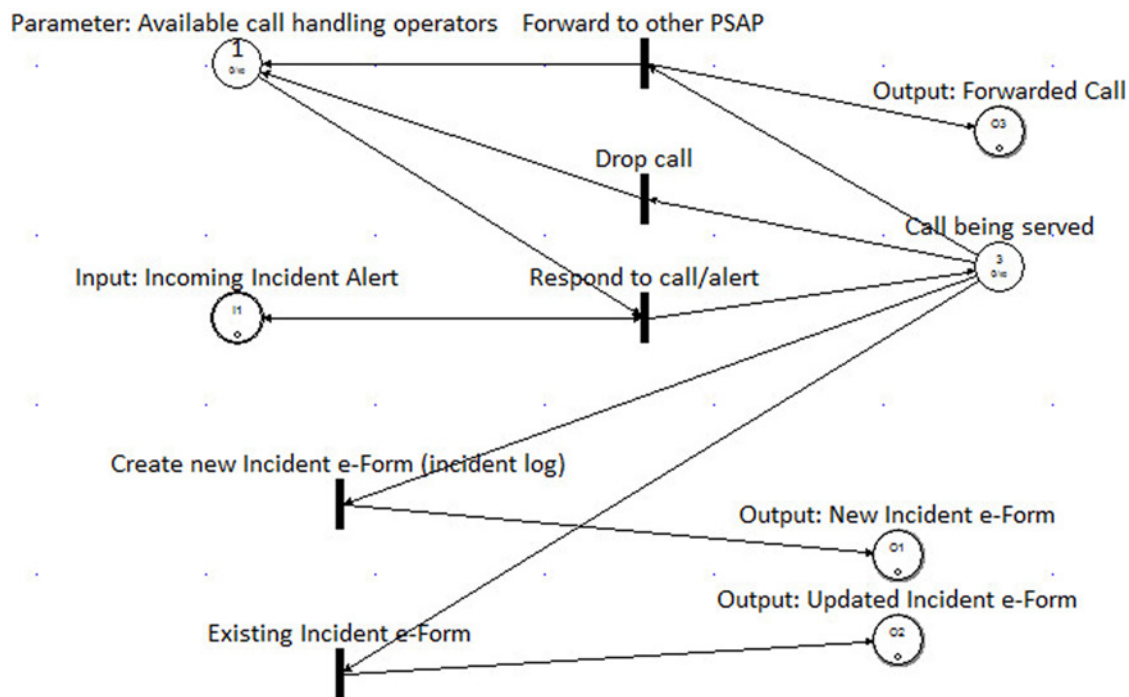 Parameter: Available call handling operators
Forward to other PSAP
1
Output: Forwarded Call
O3
Drop call
Call being served
3
Input: Incoming Incident Alert
Respond to call/alert
I1
Create new Incident e-Form (incident log)
Output: New Incident e-Form
O1
Output: Updated Incident e-Form
Existing Incident e-Form
O2